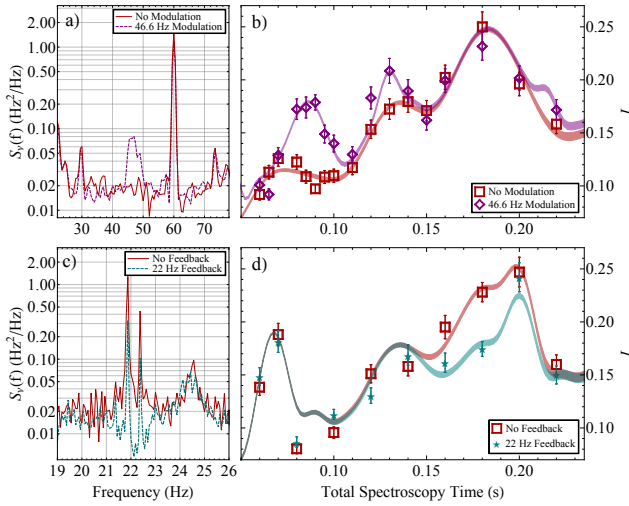 a)
No Modulation
46.6 Hz Modulation
2.00
1.00
0.50
0.20
0.10
0.05
0.02
0.01
S_ν(f) (Hz²/Hz)
30 40 50 60 70
b)
No Modulation
46.6 Hz Modulation
0.25
0.20
0.15
0.10
I
0.10 0.15 0.20
c)
No Feedback
22 Hz Feedback
2.00
1.00
0.50
0.20
0.10
0.05
0.02
0.01
S_ν(f) (Hz²/Hz)
19 20 21 22 23 24 25 26
Frequency (Hz)
d)
No Feedback
22 Hz Feedback
0.25
0.20
0.15
0.10
0.10 0.15 0.20
Total Spectroscopy Time (s)